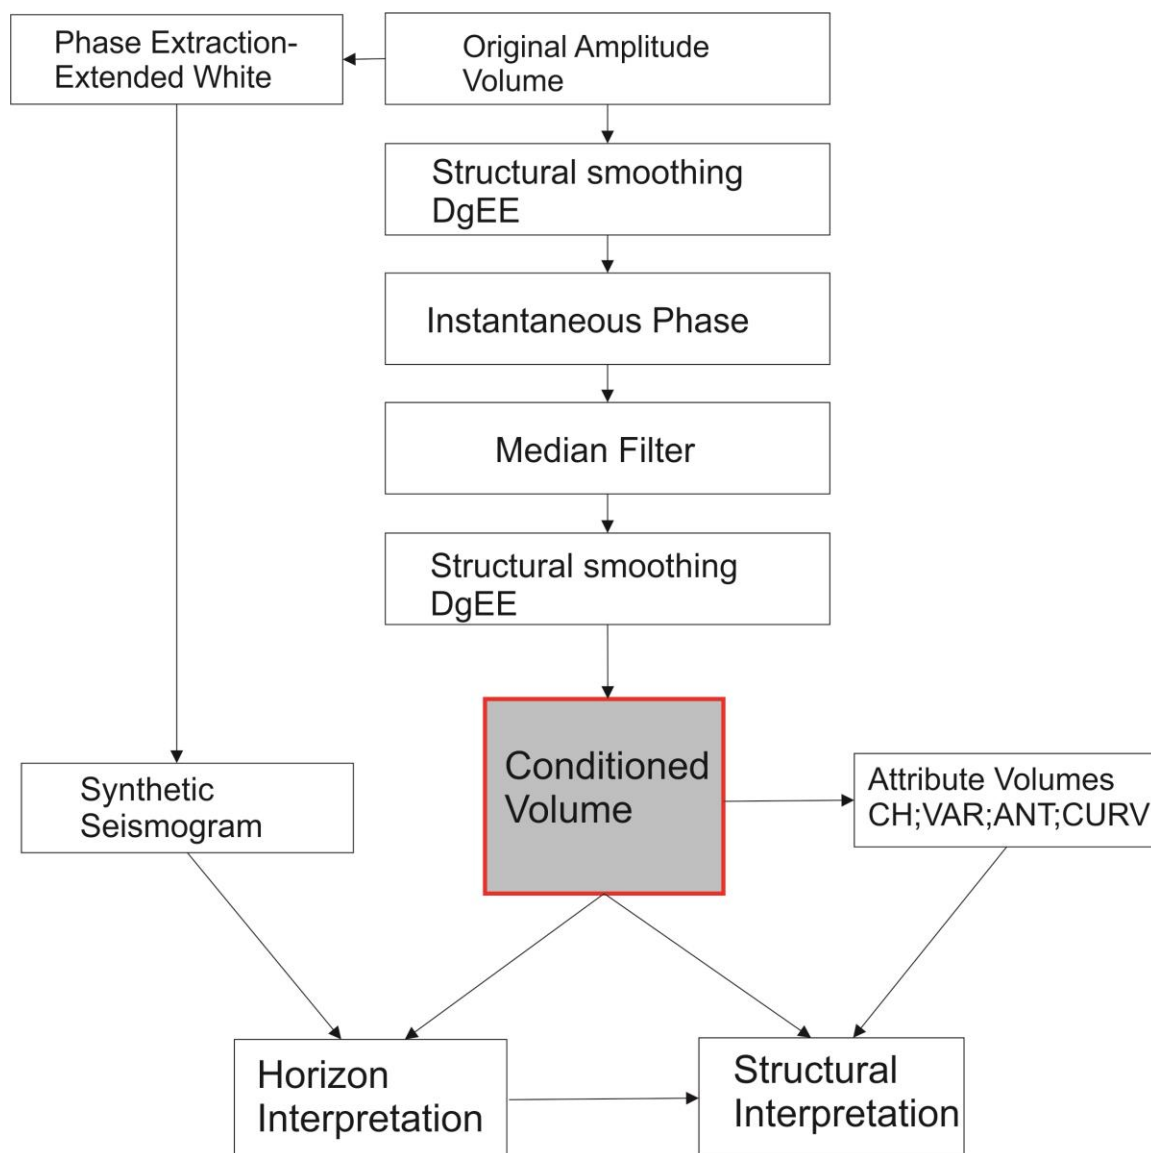 Phase Extraction-
Extended White
Original Amplitude
Volume
Structural smoothing
DgEE
Instantaneous Phase
Median Filter
Structural smoothing
DgEE
Conditioned
Volume
Attribute Volumes
CH;VAR;ANT;CURV
Synthetic
Seismogram
Horizon
Interpretation
Structural
Interpretation